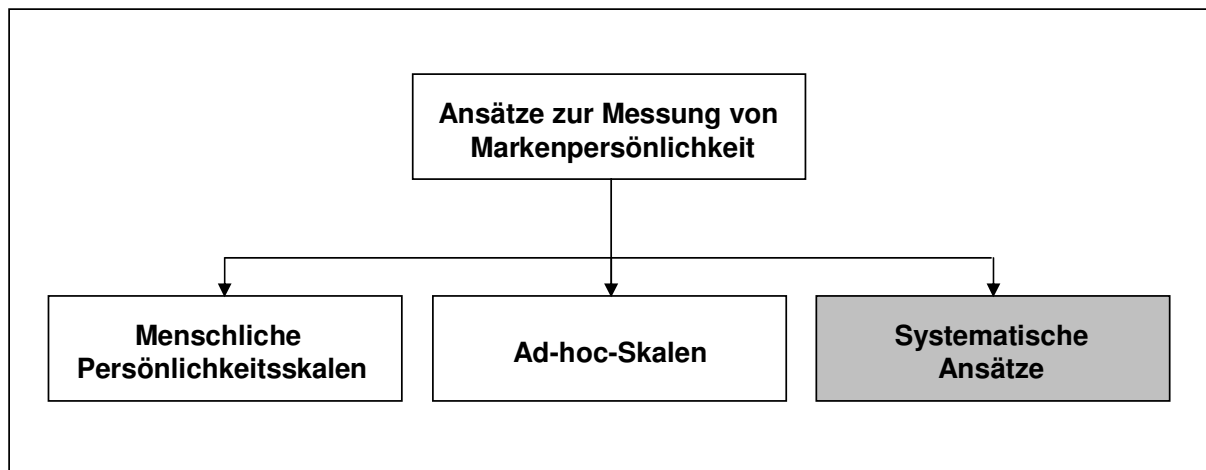 Ansätze zur Messung von
Markenpersönlichkeit
Menschliche
Persönlichkeitsskalen
Ad-hoc-Skalen
Systematische
Ansätze